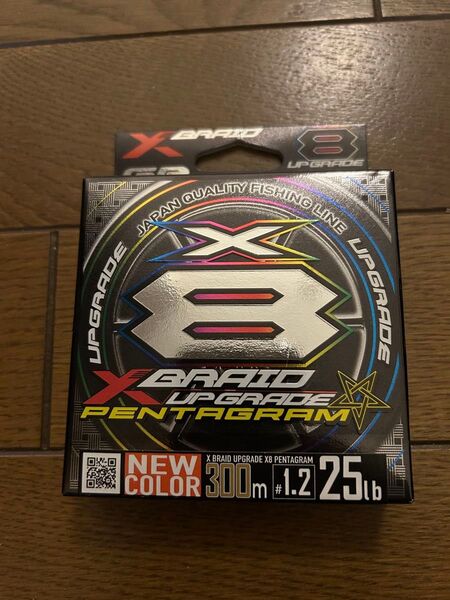 X BRAID
8
UPGRADE
JAPAN QUALITY FISHING LINE
UPGRADE
UPGRADE
X
8
X BRAID
UPGRADE
PENTAGRAM
NEW
COLOR
X BRAID UPGRADE X8 PENTAGRAM
300m
#1.2
25lb